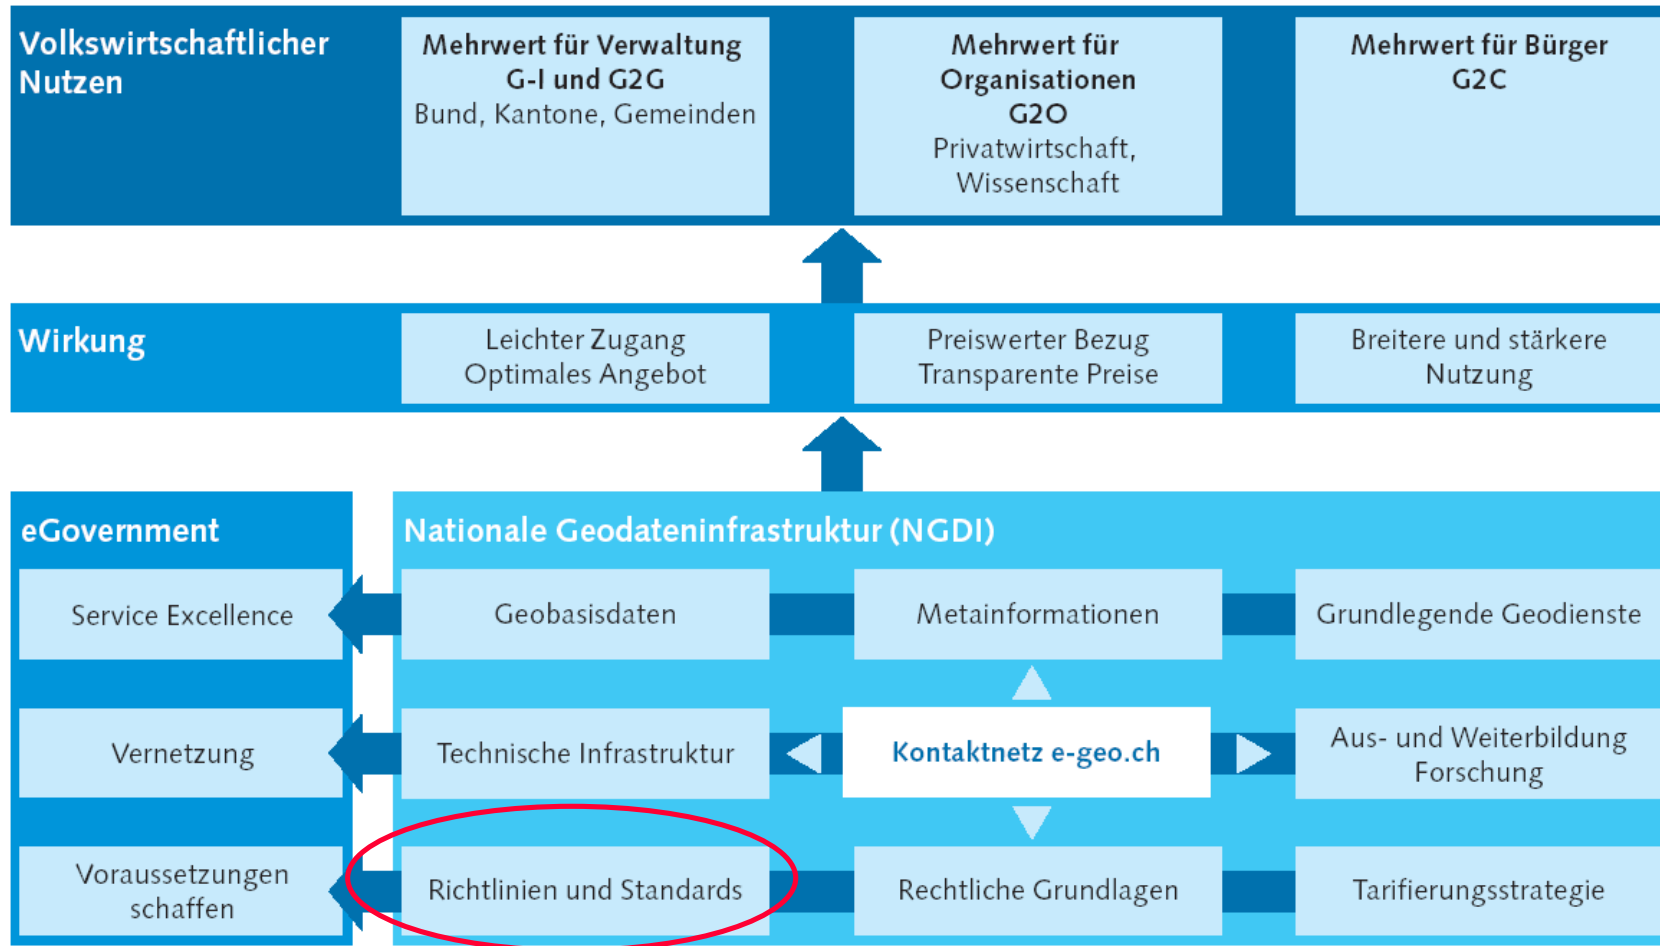 Volkswirtschaftlicher
Nutzen
Mehrwert für Verwaltung
G-I und G2G
Bund, Kantone, Gemeinden
Mehrwert für
Organisationen
G2O
Privatwirtschaft,
Wissenschaft
Mehrwert für Bürger
G2C
Wirkung
Leichter Zugang
Optimales Angebot
Preiswerter Bezug
Transparente Preise
Breitere und stärkere
Nutzung
eGovernment
Nationale Geodateninfrastruktur (NGDI)
Service Excellence
Geobasisdaten
Metainformationen
Grundlegende Geodienste
Vernetzung
Technische Infrastruktur
Kontaktnetz e-geo.ch
Aus- und Weiterbildung
Forschung
Voraussetzungen
schaffen
Richtlinien und Standards
Rechtliche Grundlagen
Tarifierungsstrategie